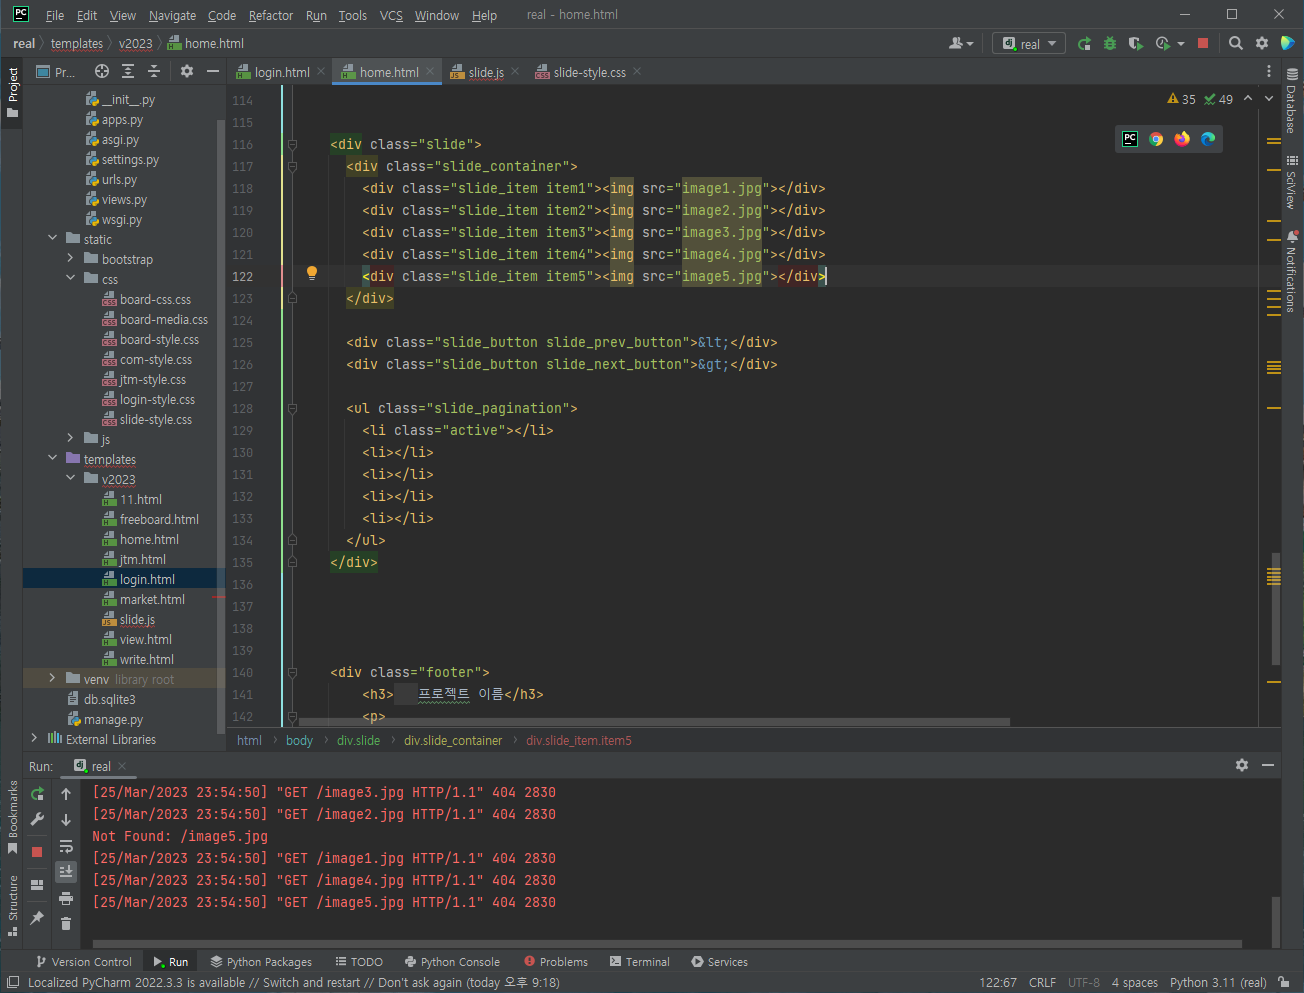 PC File Edit View Navigate Code Refactor Run Tools VCS Window Help real - home.html
real templates v2023 home.html
dj real
Project
Pr...
login.html home.html slide.js slide-style.css
__init__.py
apps.py
asgi.py
settings.py
urls.py
views.py
wsgi.py
static
bootstrap
css
board-css.css
board-media.css
board-style.css
com-style.css
jtm-style.css
login-style.css
slide-style.css
js
templates
v2023
11.html
freeboard.html
home.html
jtm.html
login.html
market.html
slide.js
view.html
write.html
venv library root
db.sqlite3
manage.py
External Libraries
35 49
114
115
116 <div class="slide">
117 <div class="slide_container">
118 <div class="slide_item item1"><img src="image1.jpg"></div>
119 <div class="slide_item item2"><img src="image2.jpg"></div>
120 <div class="slide_item item3"><img src="image3.jpg"></div>
121 <div class="slide_item item4"><img src="image4.jpg"></div>
122 <div class="slide_item item5"><img src="image5.jpg"></div>
123 </div>
124
125 <div class="slide_button slide_prev_button">&lt;</div>
126 <div class="slide_button slide_next_button">&gt;</div>
127
128 <ul class="slide_pagination">
129 <li class="active"></li>
130 <li></li>
131 <li></li>
132 <li></li>
133 <li></li>
134 </ul>
135 </div>
136
137
138
139
140 <div class="footer">
141 <h3> 프로젝트 이름</h3>
142 <p>
html body div.slide div.slide_container div.slide_item.item5
Database
SciView
Notifications
Run: real
[25/Mar/2023 23:54:50] "GET /image3.jpg HTTP/1.1" 404 2830
[25/Mar/2023 23:54:50] "GET /image2.jpg HTTP/1.1" 404 2830
Not Found: /image5.jpg
[25/Mar/2023 23:54:50] "GET /image1.jpg HTTP/1.1" 404 2830
[25/Mar/2023 23:54:50] "GET /image4.jpg HTTP/1.1" 404 2830
[25/Mar/2023 23:54:50] "GET /image5.jpg HTTP/1.1" 404 2830
Bookmarks
Structure
Version Control Run Python Packages TODO Python Console Problems Terminal Services
Localized PyCharm 2022.3.3 is available // Switch and restart // Don't ask again (today 오후 9:18) 122:67 CRLF UTF-8 4 spaces Python 3.11 (real)